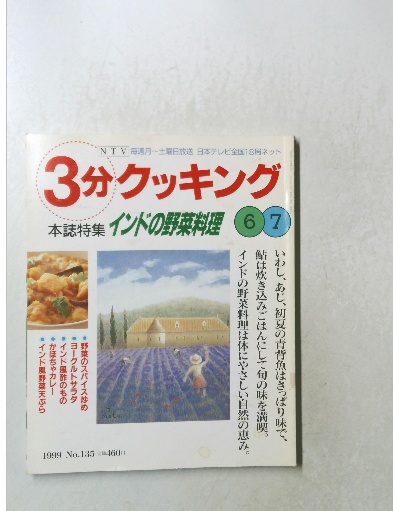 NTV 毎週月〜土曜日放送 日本テレビ全国18局ネット
3分クッキング
本誌特集 インドの野菜料理 6 7
いわし、あじ、初夏の青背魚はさっぱり味で、
鮎は炊き込みごはんにして旬の味を満喫。
インドの野菜料理は体にやさしい自然の恵み。
野菜のスパイス炒め
ヨーグルトサラダ
インド風酢のもの
かぼちゃカレー
インド風野菜天ぷら
1999 No.135 460円